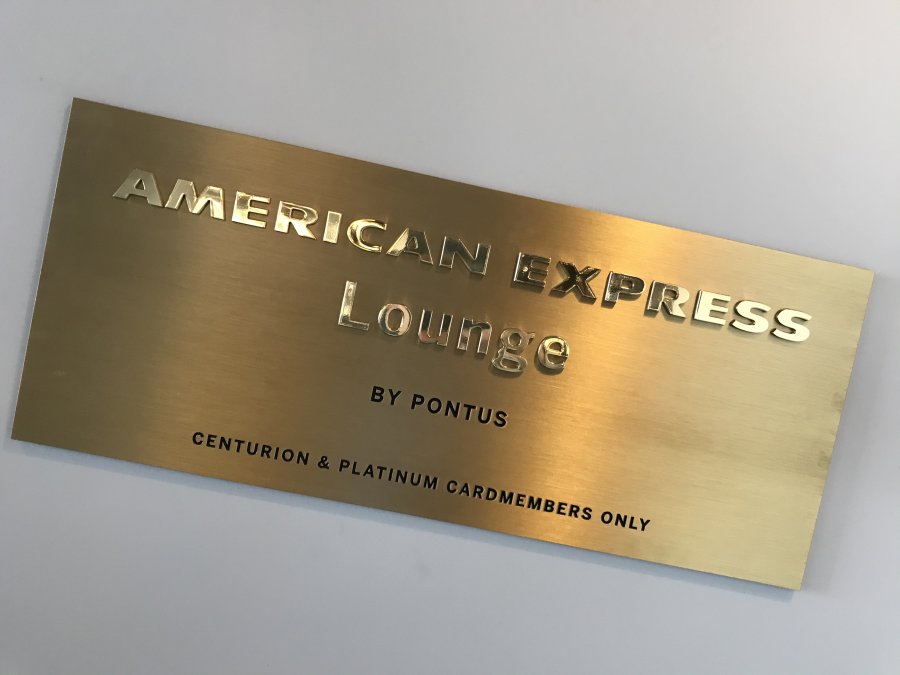 AMERICAN EXPRESS
Lounge
BY PONTUS
CENTURION & PLATINUM CARDMEMBERS ONLY